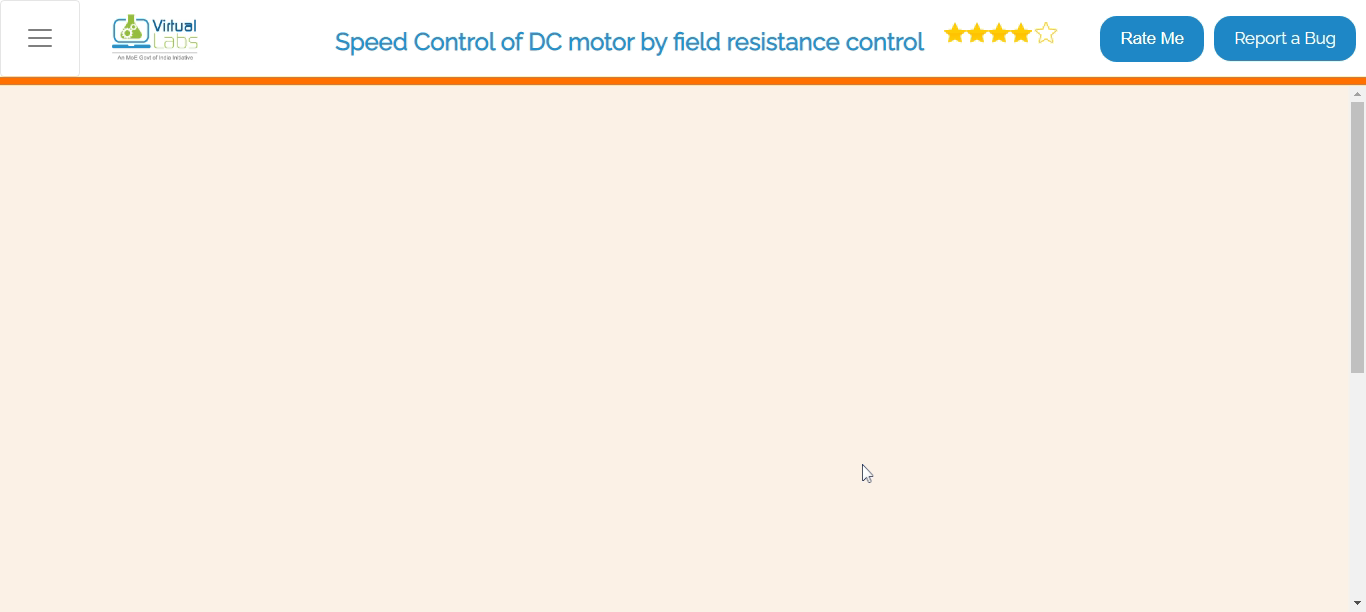 Virtual
Labs
An MoE Govt of India Initiative
Speed Control of DC motor by field resistance control
Rate Me
Report a Bug